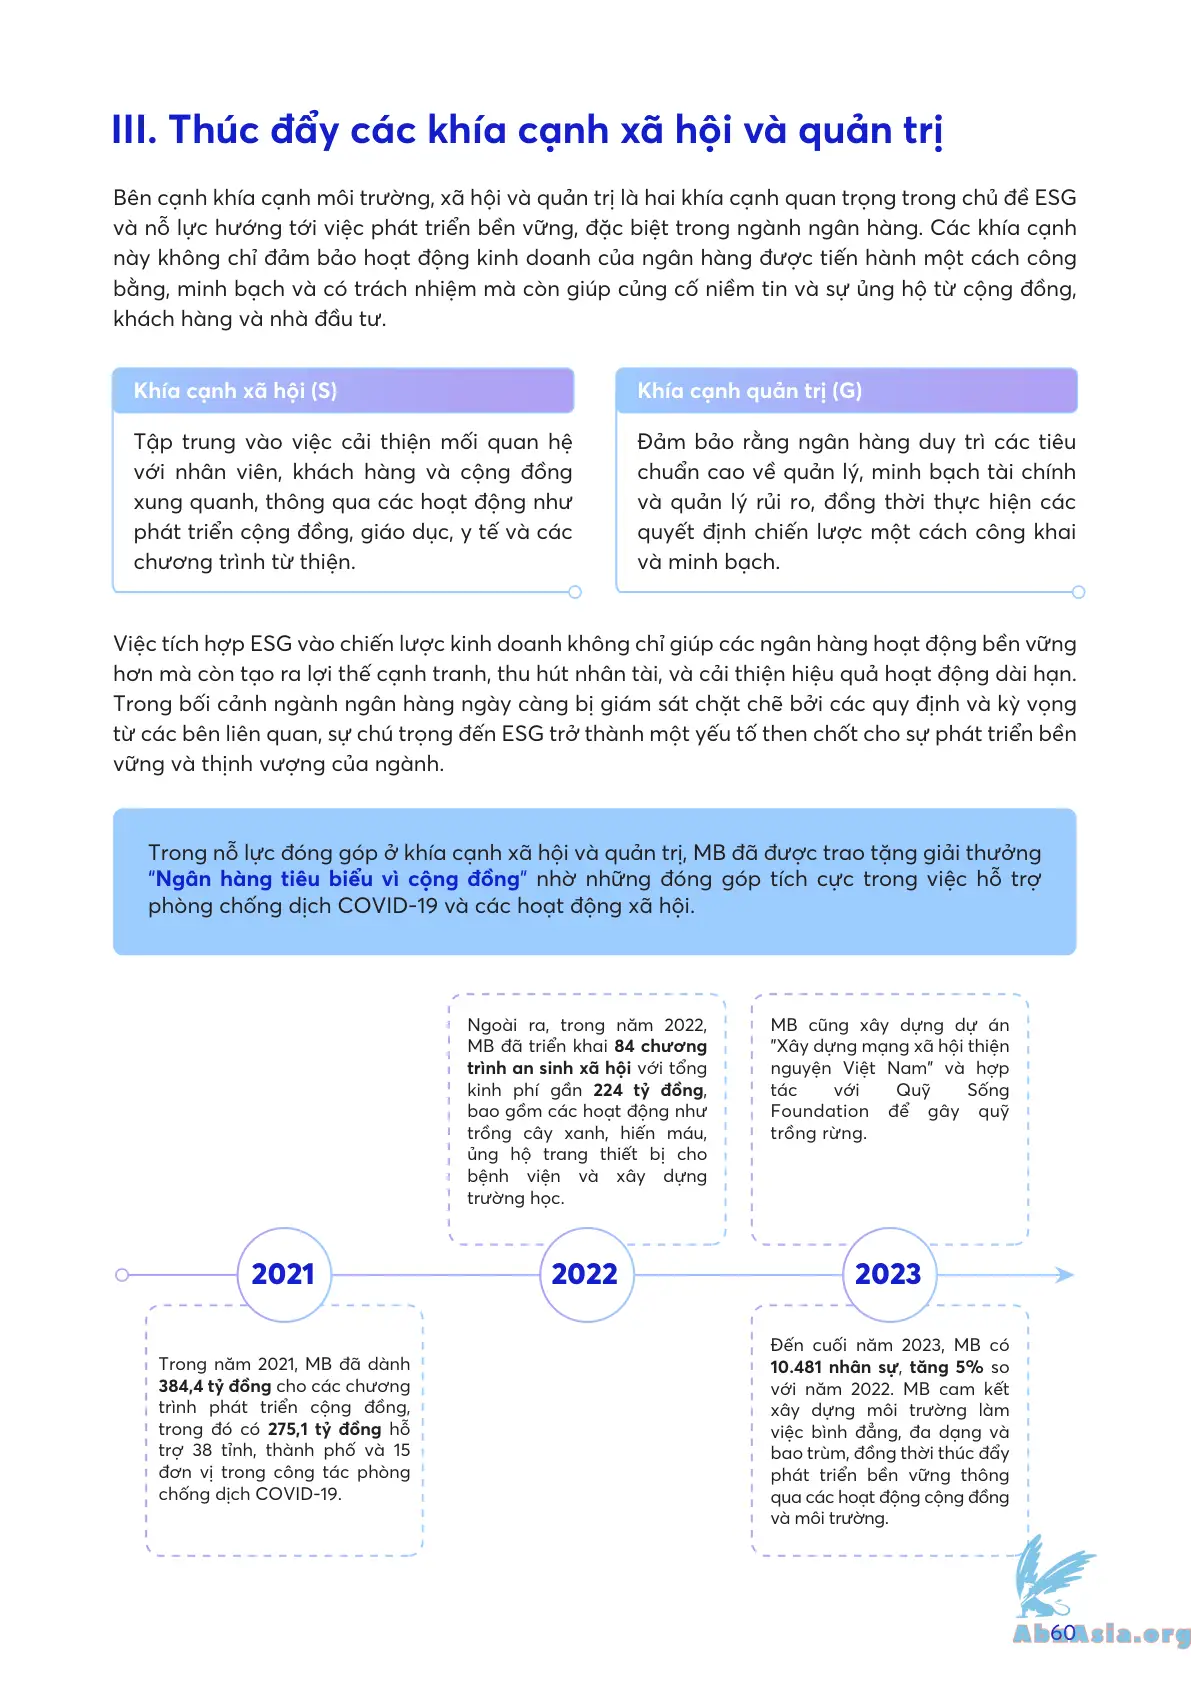 III. Thúc đẩy các khía cạnh xã hội và quản trị
Bên cạnh khía cạnh môi trường, xã hội và quản trị là hai khía cạnh quan trọng trong chủ đề ESG
và nỗ lực hướng tới việc phát triển bền vững, đặc biệt trong ngành ngân hàng. Các khía cạnh
này không chỉ đảm bảo hoạt động kinh doanh của ngân hàng được tiến hành một cách công
bằng, minh bạch và có trách nhiệm mà còn giúp củng cố niềm tin và sự ủng hộ từ cộng đồng,
khách hàng và nhà đầu tư.
Khía cạnh xã hội (S)
Tập trung vào việc cải thiện mối quan hệ
với nhân viên, khách hàng và cộng đồng
xung quanh, thông qua các hoạt động như
phát triển cộng đồng, giáo dục, y tế và các
chương trình từ thiện.
Khía cạnh quản trị (G)
Đảm bảo rằng ngân hàng duy trì các tiêu
chuẩn cao về quản lý, minh bạch tài chính
và quản lý rủi ro, đồng thời thực hiện các
quyết định chiến lược một cách công khai
và minh bạch.
Việc tích hợp ESG vào chiến lược kinh doanh không chỉ giúp các ngân hàng hoạt động bền vững
hơn mà còn tạo ra lợi thế cạnh tranh, thu hút nhân tài, và cải thiện hiệu quả hoạt động dài hạn.
Trong bối cảnh ngành ngân hàng ngày càng bị giám sát chặt chẽ bởi các quy định và kỳ vọng
từ các bên liên quan, sự chú trọng đến ESG trở thành một yếu tố then chốt cho sự phát triển bền
vững và thịnh vượng của ngành.
Trong nỗ lực đóng góp ở khía cạnh xã hội và quản trị, MB đã được trao tặng giải thưởng
"Ngân hàng tiêu biểu vì cộng đồng" nhờ những đóng góp tích cực trong việc hỗ trợ
phòng chống dịch COVID-19 và các hoạt động xã hội.
Ngoài ra, trong năm 2022,
MB đã triển khai 84 chương
trình an sinh xã hội với tổng
kinh phí gần 224 tỷ đồng,
bao gồm các hoạt động như
trồng cây xanh, hiến máu,
ủng hộ trang thiết bị cho
bệnh viện và xây dựng
trường học.
MB cũng xây dựng dự án
"Xây dựng mạng xã hội thiện
nguyện Việt Nam" và hợp
tác với Quỹ Sống
Foundation để gây quỹ
trồng rừng.
2021
2022
2023
Trong năm 2021, MB đã dành
384,4 tỷ đồng cho các chương
trình phát triển cộng đồng,
trong đó có 275,1 tỷ đồng hỗ
trợ 38 tỉnh, thành phố và 15
đơn vị trong công tác phòng
chống dịch COVID-19.
Đến cuối năm 2023, MB có
10.481 nhân sự, tăng 5% so
với năm 2022. MB cam kết
xây dựng môi trường làm
việc bình đẳng, đa dạng và
bao trùm, đồng thời thúc đẩy
phát triển bền vững thông
qua các hoạt động cộng đồng
và môi trường.
60
AbaAsia.org